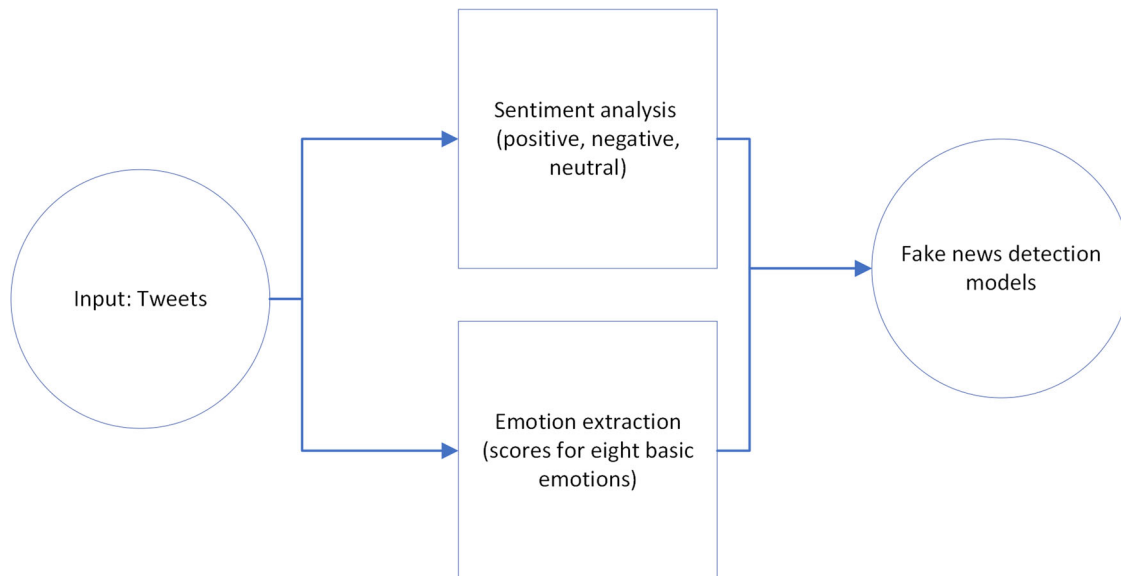 Sentiment analysis
(positive, negative,
neutral)
Input: Tweets
Emotion extraction
(scores for eight basic
emotions)
Fake news detection
models